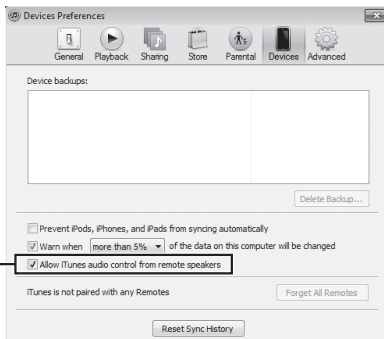 Devices Preferences
General Playback Sharing Store Parental Devices Advanced
Device backups:
Delete Backup...
Prevent iPods, iPhones, and iPads from syncing automatically
Warn when more than 5% of the data on this computer will be changed
Allow iTunes audio control from remote speakers
iTunes is not paired with any Remotes Forget All Remotes
Reset Sync History